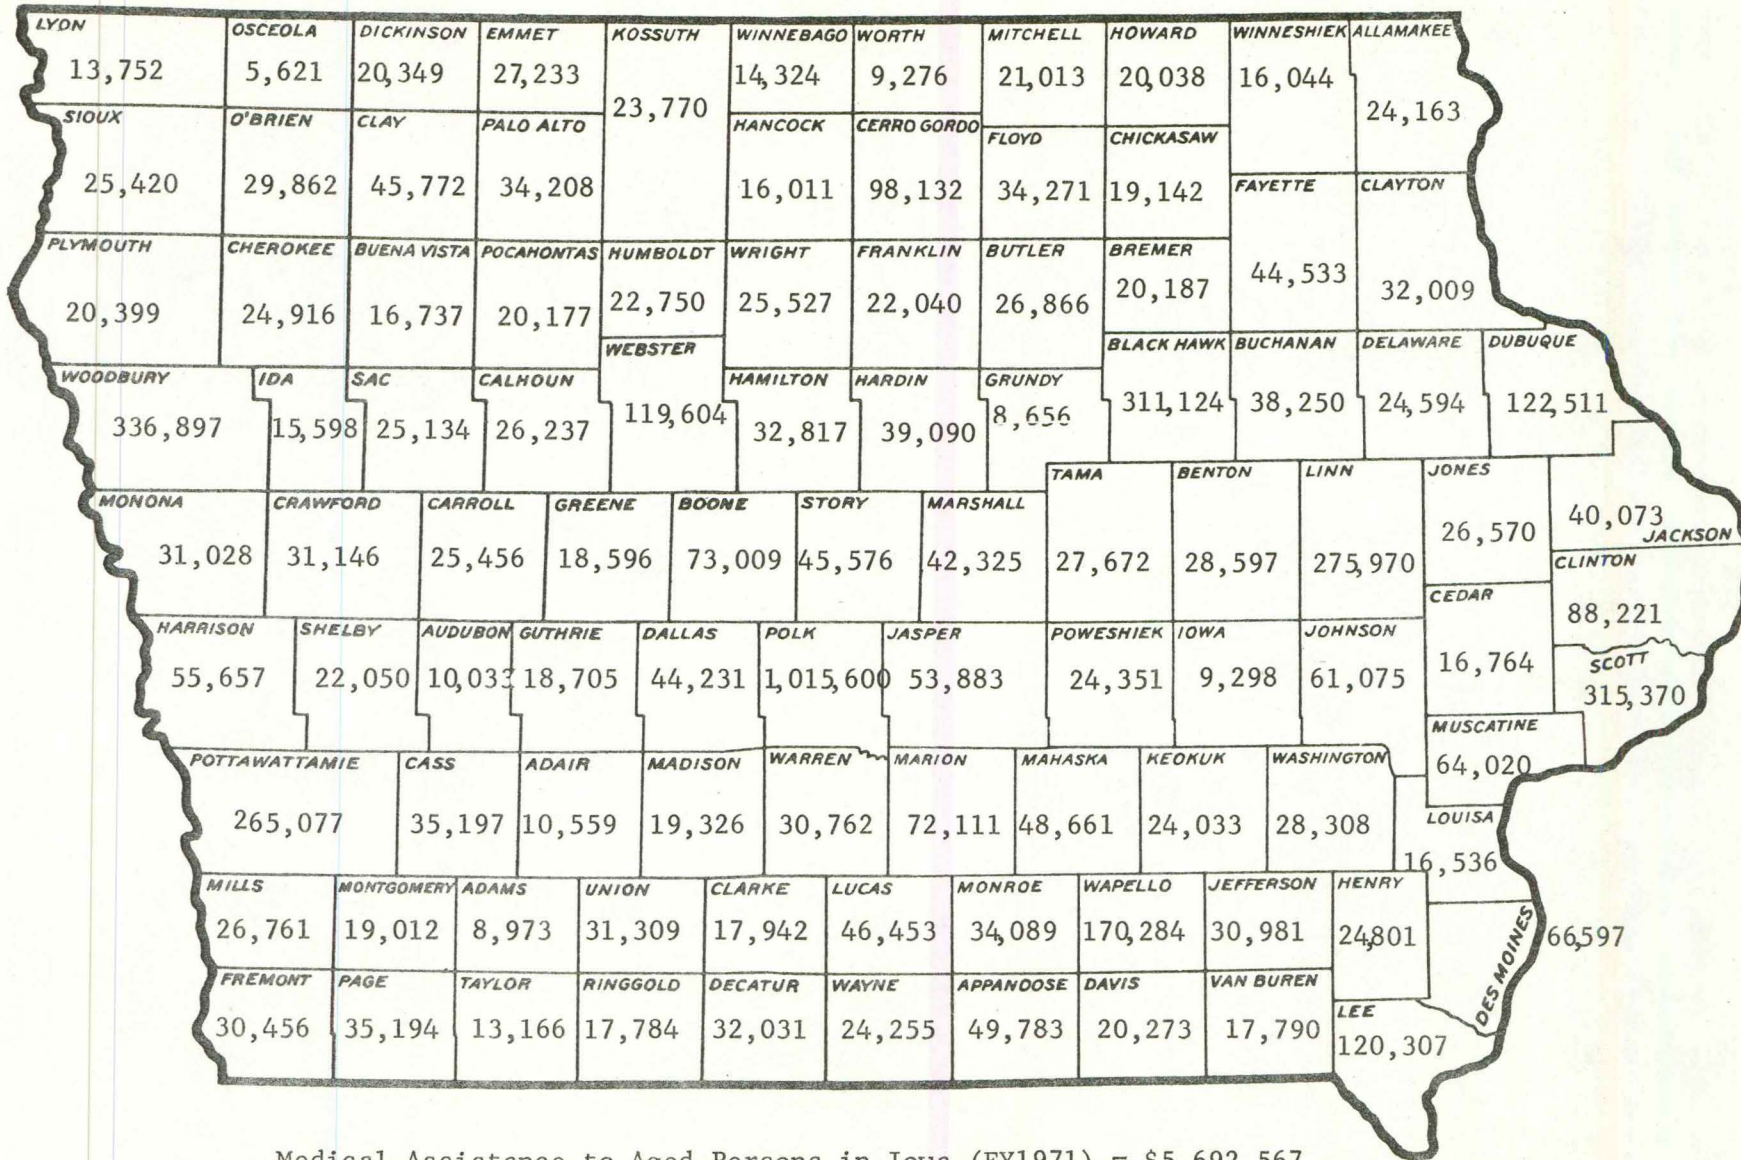 LYON
13,752
OSCEOLA
5,621
DICKINSON
20,349
EMMET
27,233
KOSSUTH
23,770
WINNEBAGO
14,324
WORTH
9,276
MITCHELL
21,013
HOWARD
20,038
WINNESHIEK
16,044
ALLAMAKEE
24,163
SIOUX
25,420
O'BRIEN
29,862
CLAY
45,772
PALO ALTO
34,208
HANCOCK
16,011
CERRO GORDO
98,132
FLOYD
34,271
CHICKASAW
19,142
FAYETTE
44,533
CLAYTON
32,009
PLYMOUTH
20,399
CHEROKEE
24,916
BUENA VISTA
16,737
POCAHONTAS
20,177
HUMBOLDT
22,750
WRIGHT
25,527
FRANKLIN
22,040
BUTLER
26,866
BREMER
20,187
WEBSTER
119,604
BLACK HAWK
311,124
BUCHANAN
38,250
DELAWARE
24,594
DUBUQUE
122,511
WOODBURY
336,897
IDA
15,598
SAC
25,134
CALHOUN
26,237
HAMILTON
32,817
HARDIN
39,090
GRUNDY
8,656
TAMA
27,672
BENTON
28,597
LINN
275,970
JONES
26,570
40,073
JACKSON
MONONA
31,028
CRAWFORD
31,146
CARROLL
25,456
GREENE
18,596
BOONE
73,009
STORY
45,576
MARSHALL
42,325
CLINTON
88,221
CEDAR
16,764
HARRISON
55,657
SHELBY
22,050
AUDUBON
10,033
GUTHRIE
18,705
DALLAS
44,231
POLK
1,015,600
JASPER
53,883
POWESHIEK
24,351
IOWA
9,298
JOHNSON
61,075
SCOTT
315,370
MUSCATINE
64,020
POTTAWATTAMIE
265,077
CASS
35,197
ADAIR
10,559
MADISON
19,326
WARREN
30,762
MARION
72,111
MAHASKA
48,661
KEOKUK
24,033
WASHINGTON
28,308
LOUISA
16,536
MILLS
26,761
MONTGOMERY
19,012
ADAMS
8,973
UNION
31,309
CLARKE
17,942
LUCAS
46,453
MONROE
34,089
WAPELLO
170,284
JEFFERSON
30,981
HENRY
24,801
DES MOINES
66,597
FREMONT
30,456
PAGE
35,194
TAYLOR
13,166
RINGGOLD
17,784
DECATUR
32,031
WAYNE
24,255
APPANOOSE
49,783
DAVIS
20,273
VAN BUREN
17,790
LEE
120,307
Medical Assistance to Aged Persons in Iowa (FY1971) = $5,692,567